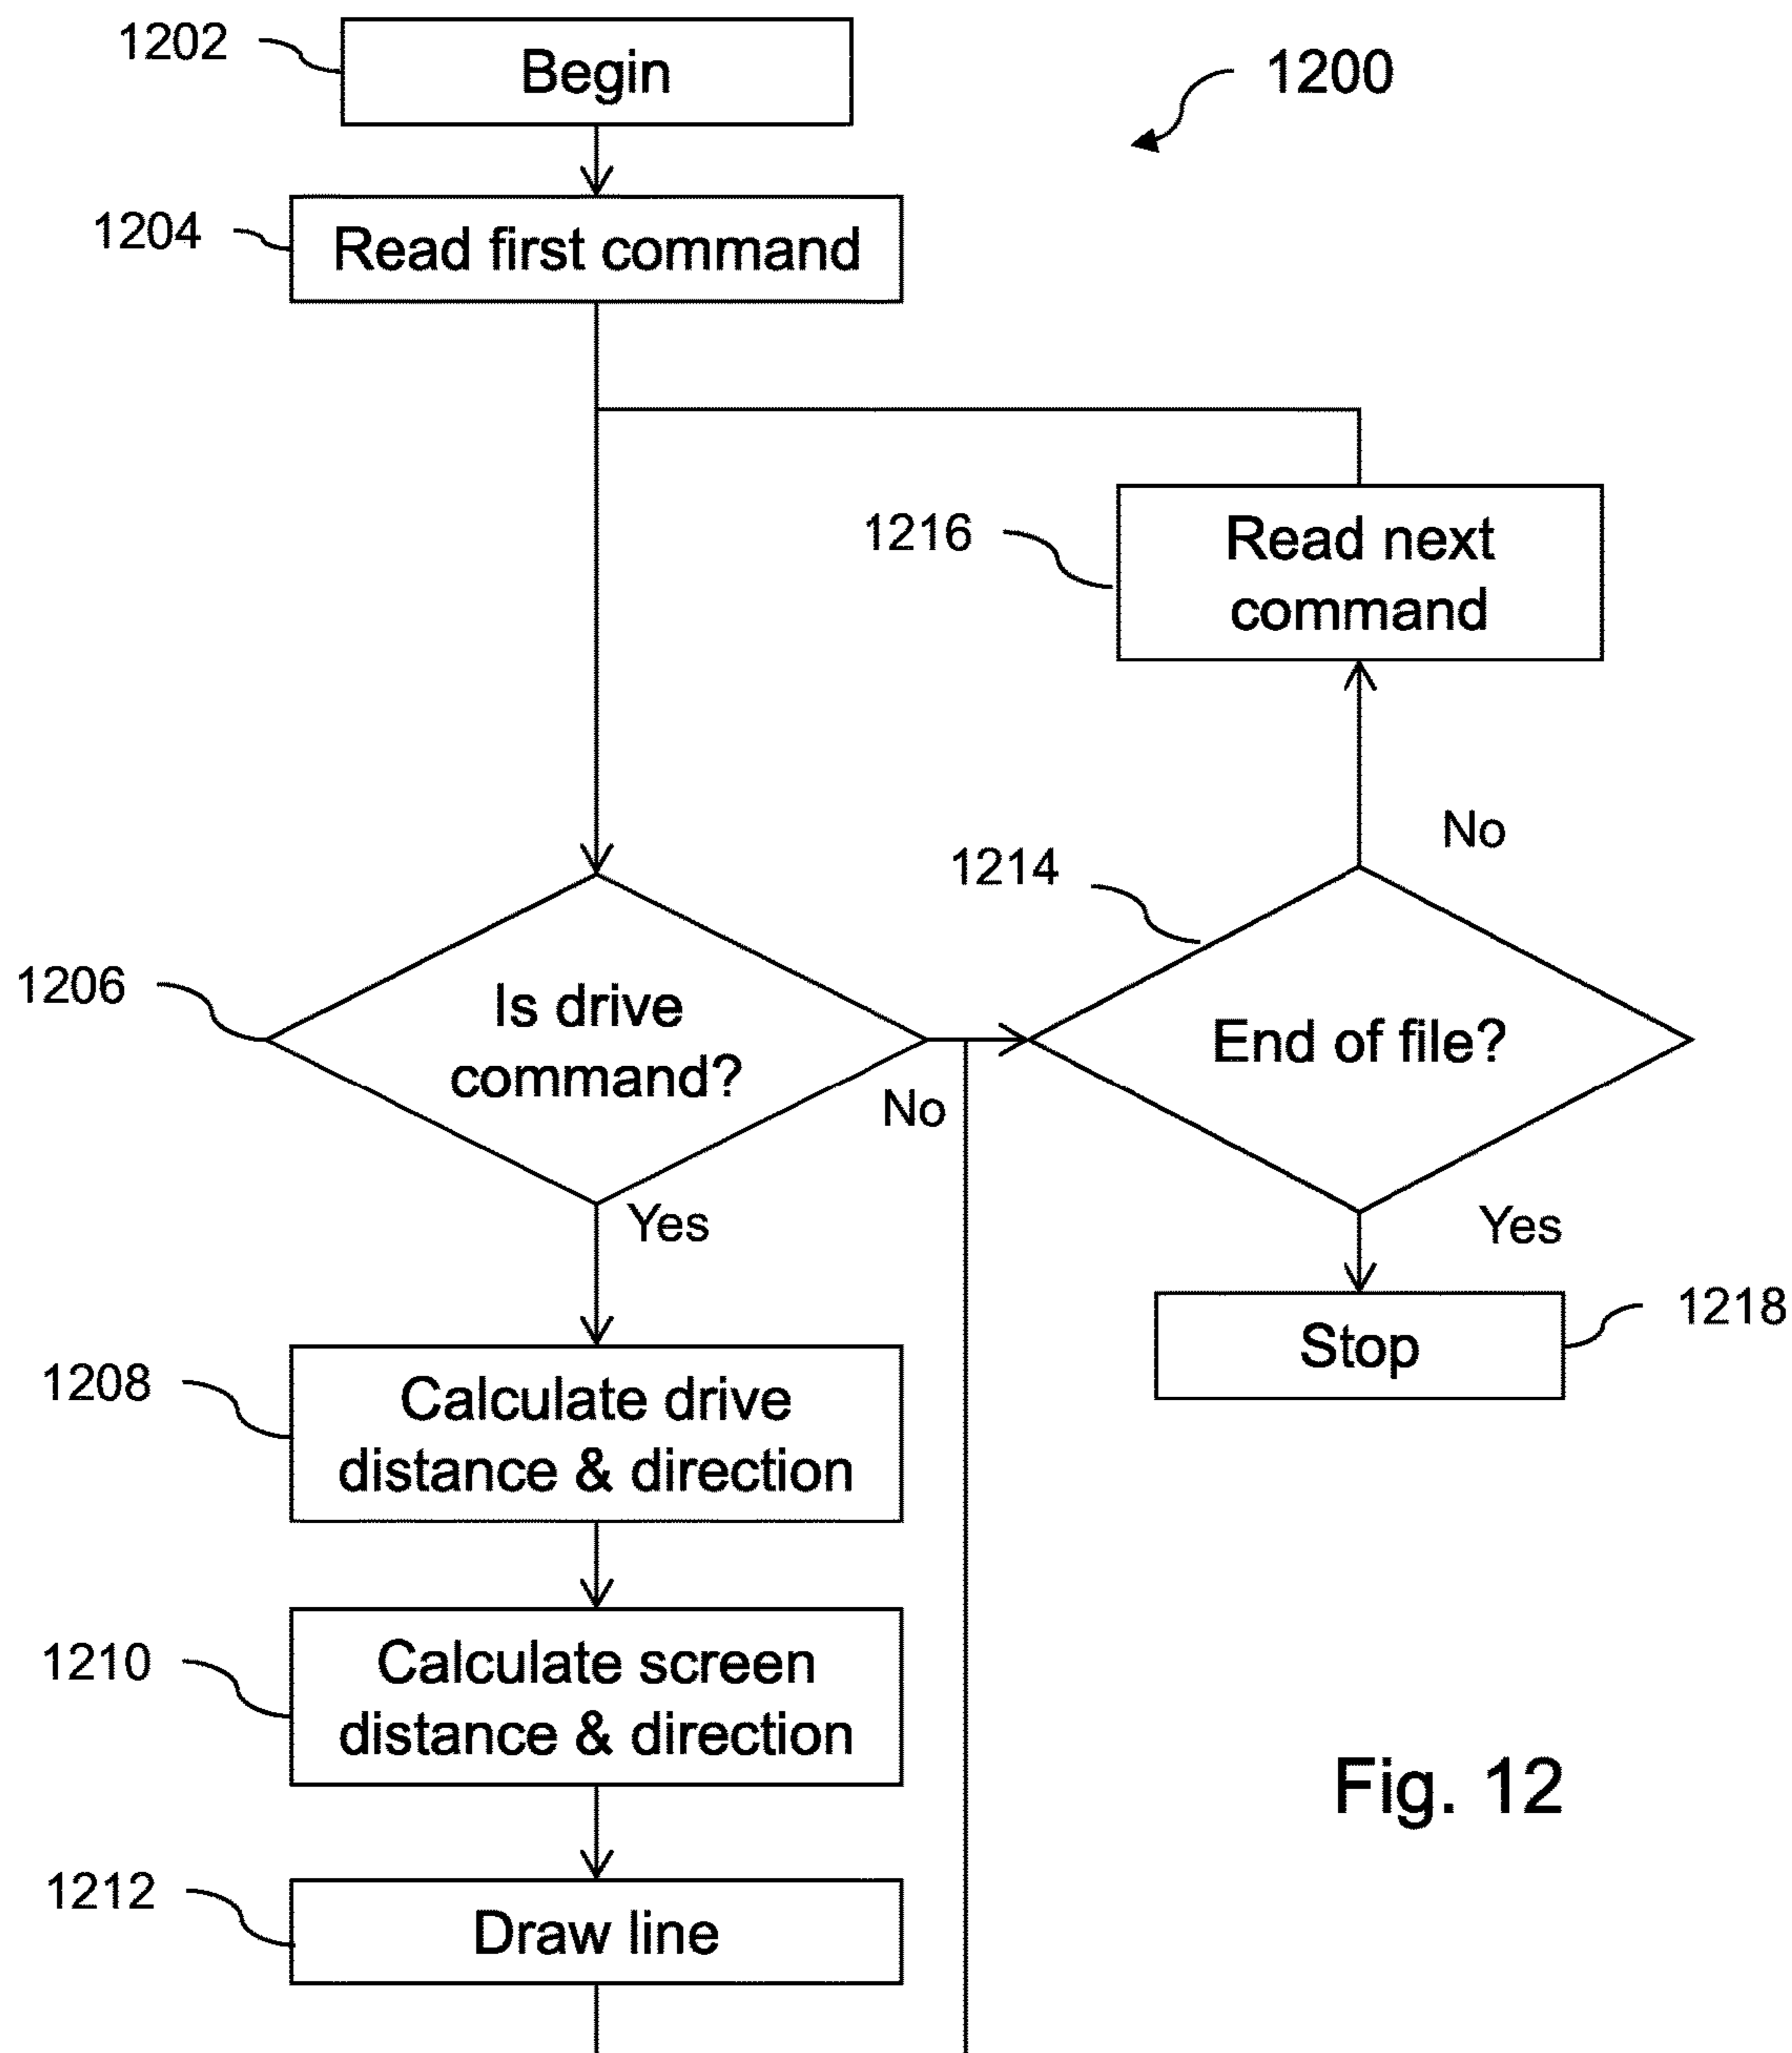 1202
Begin
1200
1204
Read first command
1216
Read next
command
No
1214
1206
Is drive
command?
End of file?
No
Yes
Yes
1218
Stop
1208
Calculate drive
distance & direction
1210
Calculate screen
distance & direction
Fig. 12
1212
Draw line